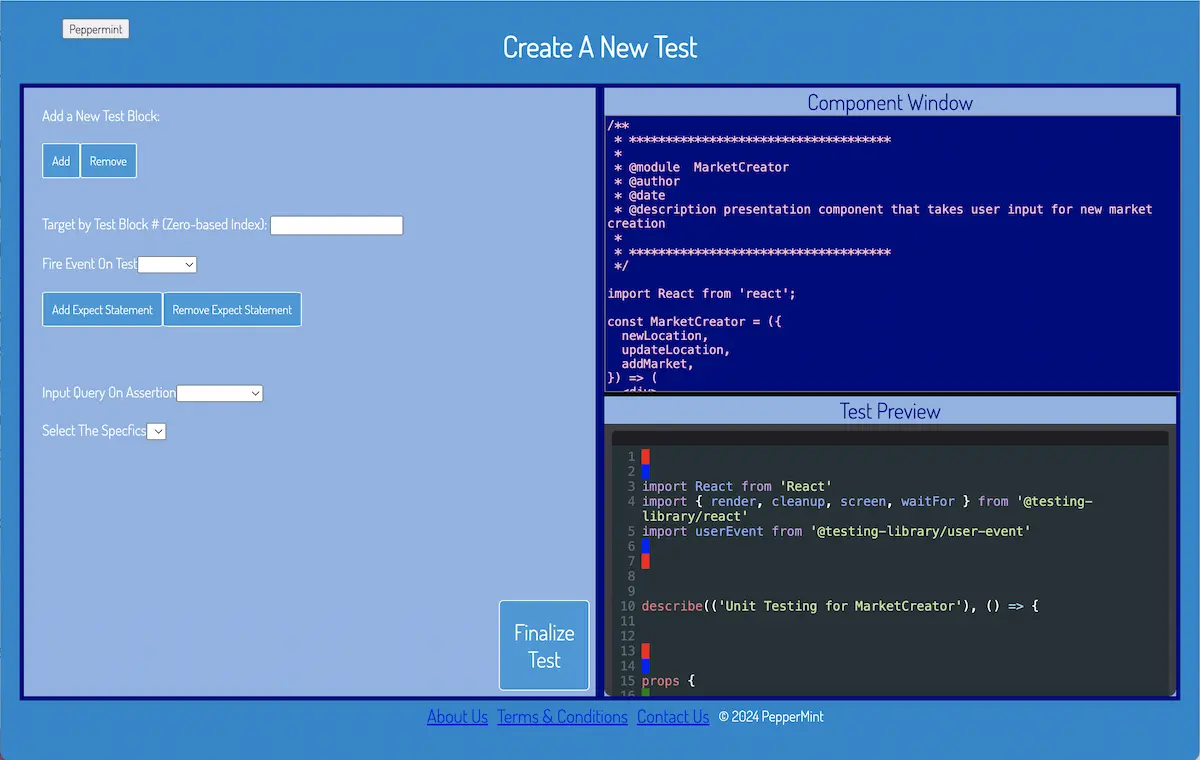 Peppermint
Create A New Test
Add a New Test Block:
Add Remove
Target by Test Block # (Zero-based Index):
Fire Event On Test
Add Expect Statement Remove Expect Statement
Input Query On Assertion
Select The Specfics
Finalize
Test
Component Window
/**
 * ***********************************
 *
 * @module  MarketCreator
 * @author
 * @date
 * @description presentation component that takes user input for new market
creation
 *
 * ***********************************
 */
import React from 'react';
const MarketCreator = ({
  newLocation,
  updateLocation,
  addMarket,
}) => (
  <div>
Test Preview
1
2
3 import React from 'React'
4 import { render, cleanup, screen, waitFor } from '@testing-
library/react'
5 import userEvent from '@testing-library/user-event'
6
7
8
9
10 describe(('Unit Testing for MarketCreator'), () => {
11
12
13
14
15 props {
16
About Us Terms & Conditions Contact Us © 2024 PepperMint